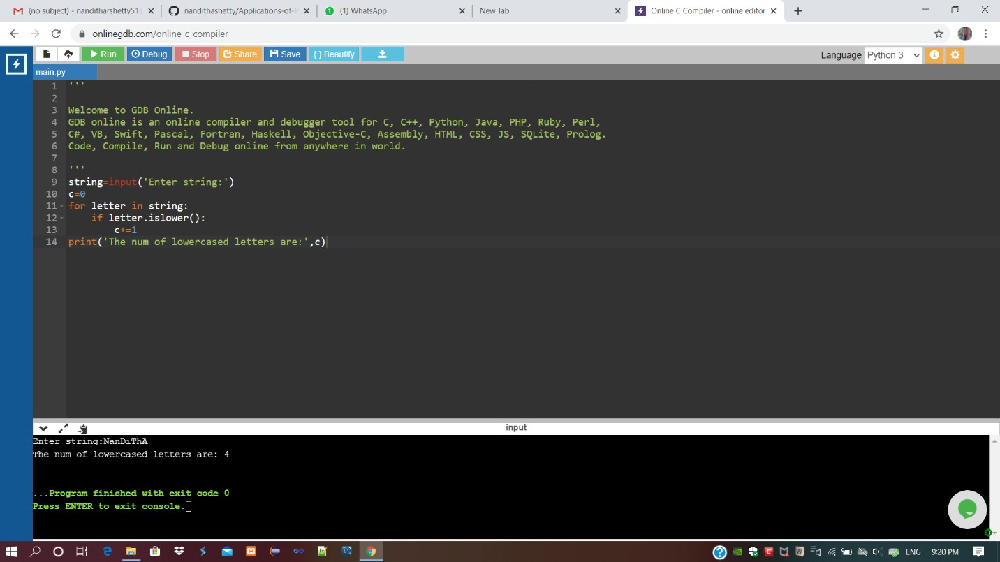 (no subject) - nanditharshetty51
nandithashetty/Applications-of-P
(1) WhatsApp
New Tab
Online C Compiler - online editor
onlinegdb.com/online_c_compiler
Run Debug Stop Share Save { } Beautify
Language Python 3
main.py
1 '''
2
3 Welcome to GDB Online.
4 GDB online is an online compiler and debugger tool for C, C++, Python, Java, PHP, Ruby, Perl,
5 C#, VB, Swift, Pascal, Fortran, Haskell, Objective-C, Assembly, HTML, CSS, JS, SQLite, Prolog.
6 Code, Compile, Run and Debug online from anywhere in world.
7
8 '''
9 string=input('Enter string:')
10 c=0
11 for letter in string:
12     if letter.islower():
13         c+=1
14 print('The num of lowercased letters are:',c)
input
Enter string:NanDiThA
The num of lowercased letters are: 4
...Program finished with exit code 0
Press ENTER to exit console.
ENG 9:20 PM